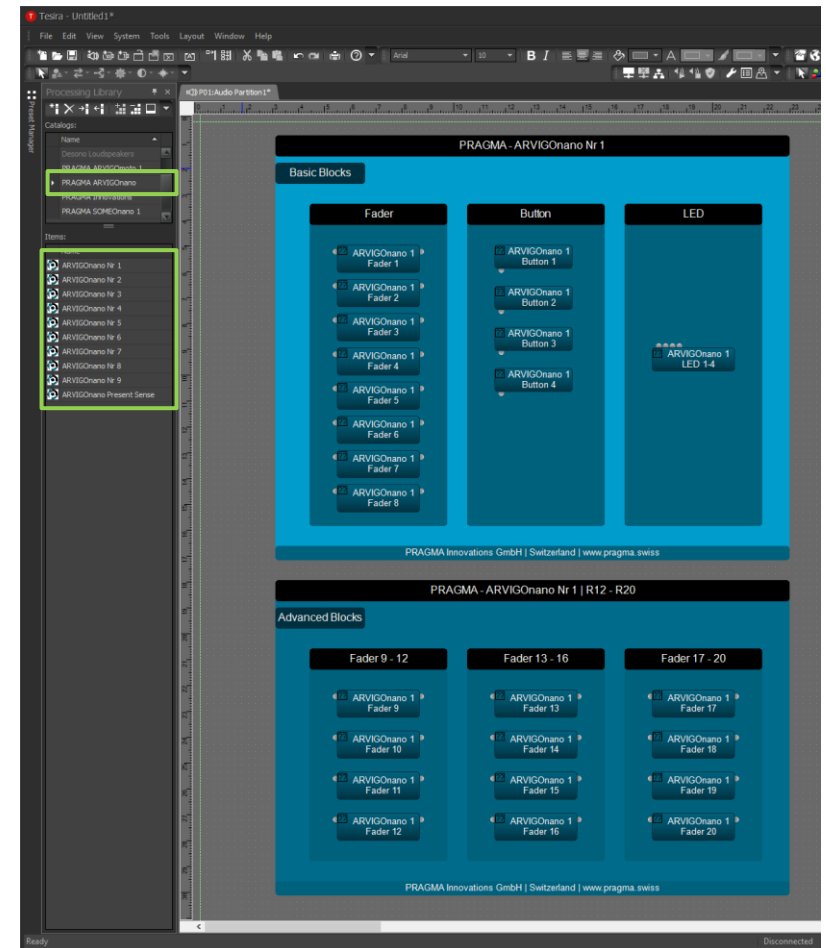 Tesira - Untitled1*
File Edit View System Tools Layout Window Help
Arial 10 B I
Processing Library
P01:Audio Partition1*
Preset Manager
Catalogs:
Name
Desono Loudspeakers
PRAGMA ARVIGOmoto 1
PRAGMA ARVIGOnano
PRAGMA Innovations
PRAGMA SOMEOnano 1
Items:
Name
ARVIGOnano Nr 1
ARVIGOnano Nr 2
ARVIGOnano Nr 3
ARVIGOnano Nr 4
ARVIGOnano Nr 5
ARVIGOnano Nr 6
ARVIGOnano Nr 7
ARVIGOnano Nr 8
ARVIGOnano Nr 9
ARVIGOnano Present Sense
PRAGMA - ARVIGOnano Nr 1
Basic Blocks
Fader
ARVIGOnano 1
Fader 1
ARVIGOnano 1
Fader 2
ARVIGOnano 1
Fader 3
ARVIGOnano 1
Fader 4
ARVIGOnano 1
Fader 5
ARVIGOnano 1
Fader 6
ARVIGOnano 1
Fader 7
ARVIGOnano 1
Fader 8
Button
ARVIGOnano 1
Button 1
ARVIGOnano 1
Button 2
ARVIGOnano 1
Button 3
ARVIGOnano 1
Button 4
LED
ARVIGOnano 1
LED 1-4
PRAGMA Innovations GmbH | Switzerland | www.pragma.swiss
PRAGMA - ARVIGOnano Nr 1 | R12 - R20
Advanced Blocks
Fader 9 - 12
ARVIGOnano 1
Fader 9
ARVIGOnano 1
Fader 10
ARVIGOnano 1
Fader 11
ARVIGOnano 1
Fader 12
Fader 13 - 16
ARVIGOnano 1
Fader 13
ARVIGOnano 1
Fader 14
ARVIGOnano 1
Fader 15
ARVIGOnano 1
Fader 16
Fader 17 - 20
ARVIGOnano 1
Fader 17
ARVIGOnano 1
Fader 18
ARVIGOnano 1
Fader 19
ARVIGOnano 1
Fader 20
PRAGMA Innovations GmbH | Switzerland | www.pragma.swiss
Ready
Disconnected